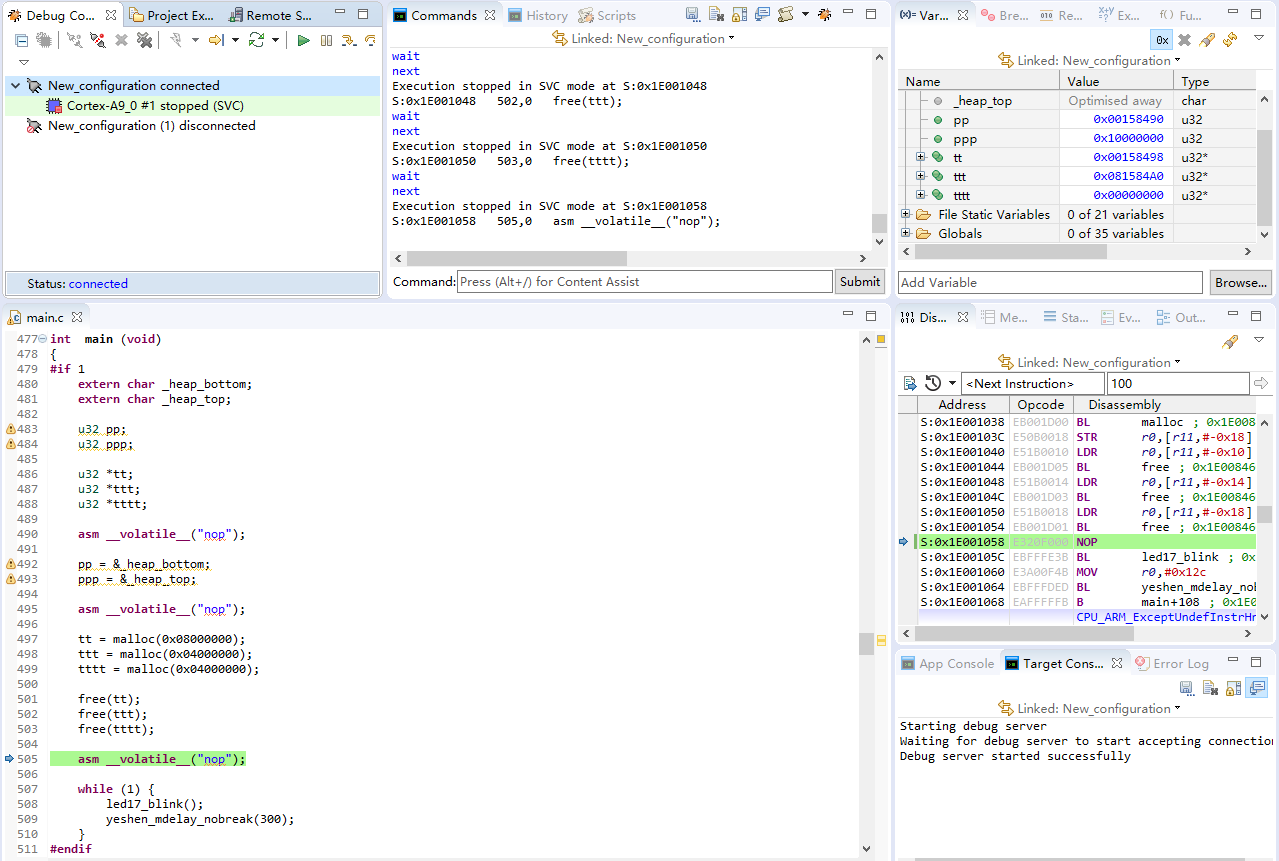 Debug Co...
Project Ex...
Remote S...
New_configuration connected
Cortex-A9_0 #1 stopped (SVC)
New_configuration (1) disconnected
Status: connected
Commands
History
Scripts
Linked: New_configuration
wait
next
Execution stopped in SVC mode at S:0x1E001048
S:0x1E001048   502,0   free(ttt);
wait
next
Execution stopped in SVC mode at S:0x1E001050
S:0x1E001050   503,0   free(tttt);
wait
next
Execution stopped in SVC mode at S:0x1E001058
S:0x1E001058   505,0   asm __volatile__("nop");
Command: Press (Alt+/) for Content Assist Submit
(x)= Var...
Bre...
Re...
Ex...
Fu...
0x
Linked: New_configuration
Name Value Type
_heap_top Optimised away char
pp 0x00158490 u32
ppp 0x10000000 u32
tt 0x00158498 u32*
ttt 0x081584A0 u32*
tttt 0x00000000 u32*
File Static Variables 0 of 21 variables
Globals 0 of 35 variables
Add Variable Browse...
main.c
477 int  main (void)
478 {
479 #if 1
480     extern char _heap_bottom;
481     extern char _heap_top;
482
483     u32 pp;
484     u32 ppp;
485
486     u32 *tt;
487     u32 *ttt;
488     u32 *tttt;
489
490     asm __volatile__("nop");
491
492     pp = &_heap_bottom;
493     ppp = &_heap_top;
494
495     asm __volatile__("nop");
496
497     tt = malloc(0x08000000);
498     ttt = malloc(0x04000000);
499     tttt = malloc(0x04000000);
500
501     free(tt);
502     free(ttt);
503     free(tttt);
504
505     asm __volatile__("nop");
506
507     while (1) {
508         led17_blink();
509         yeshen_mdelay_nobreak(300);
510     }
511 #endif
Dis...
Me...
Sta...
Ev...
Out...
Linked: New_configuration
<Next Instruction> 100
Address Opcode Disassembly
S:0x1E001038 EB001D00 BL malloc ; 0x1E008
S:0x1E00103C E50B0018 STR r0,[r11,#-0x18]
S:0x1E001040 E51B0010 LDR r0,[r11,#-0x10]
S:0x1E001044 EB001D05 BL free ; 0x1E00846
S:0x1E001048 E51B0014 LDR r0,[r11,#-0x14]
S:0x1E00104C EB001D03 BL free ; 0x1E00846
S:0x1E001050 E51B0018 LDR r0,[r11,#-0x18]
S:0x1E001054 EB001D01 BL free ; 0x1E00846
S:0x1E001058 E320F000 NOP
S:0x1E00105C EBFFFE3B BL led17_blink ; 0x
S:0x1E001060 E3A00F4B MOV r0,#0x12c
S:0x1E001064 EBFFFDED BL yeshen_mdelay_nol
S:0x1E001068 EAFFFFFB B main+108 ; 0x1E0
CPU_ARM_ExceptUndefInstrHr
App Console
Target Cons...
Error Log
Linked: New_configuration
Starting debug server
Waiting for debug server to start accepting connection
Debug server started successfully